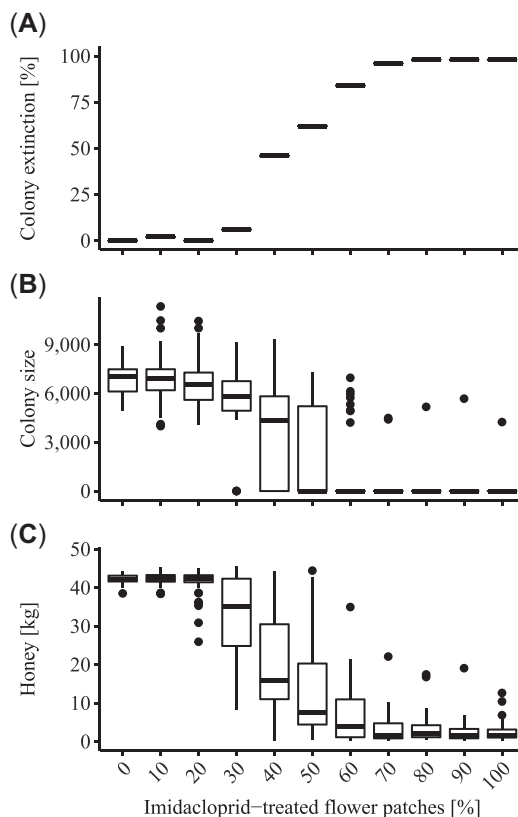 (A)
Colony extinction [%]
100
75
50
25
0
(B)
Colony size
9,000
6,000
3,000
0
(C)
Honey [kg]
50
40
30
20
10
0
0 10 20 30 40 50 60 70 80 90 100
Imidacloprid−treated flower patches [%]